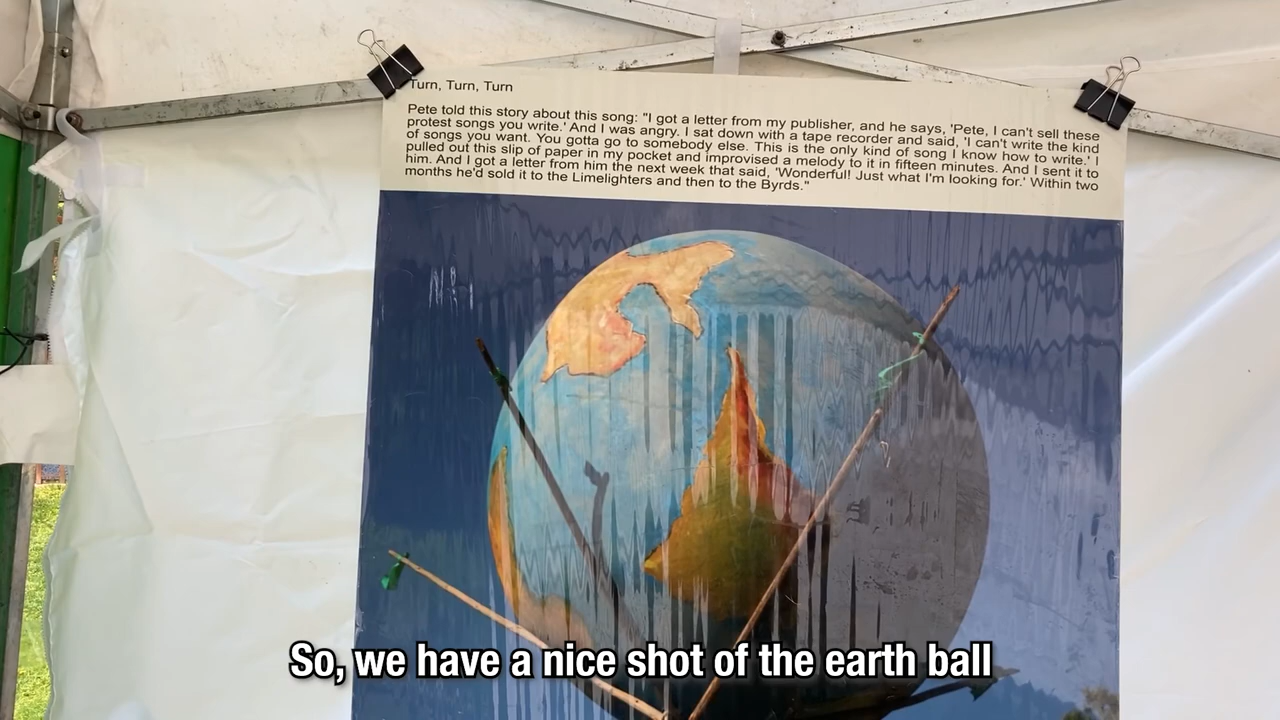 Turn, Turn, Turn
Pete told this story about this song: "I got a letter from my publisher, and he says, 'Pete, I can't sell these
protest songs you write.' And I was angry. I sat down with a tape recorder and said, 'I can't write the kind
of songs you want. You gotta go to somebody else. This is the only kind of song I know how to write.' I
pulled out this slip of paper in my pocket and improvised a melody to it in fifteen minutes. And I sent it to
him. And I got a letter from him the next week that said, 'Wonderful! Just what I'm looking for.' Within two
months he'd sold it to the Limelighters and then to the Byrds."
So, we have a nice shot of the earth ball